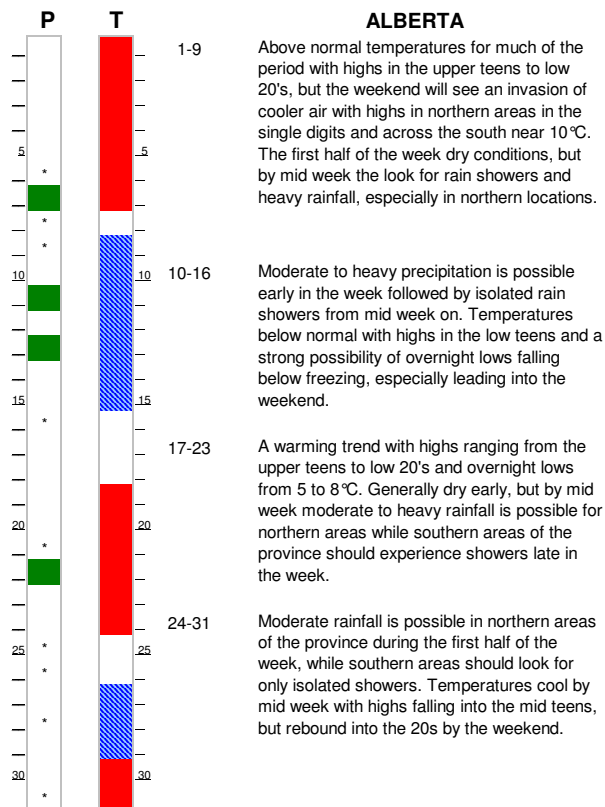 P T ALBERTA
1-9 Above normal temperatures for much of the
period with highs in the upper teens to low
20's, but the weekend will see an invasion of
cooler air with highs in northern areas in the
single digits and across the south near 10°C.
The first half of the week dry conditions, but
by mid week the look for rain showers and
heavy rainfall, especially in northern locations.
5 5
*
*
*
10 10
10-16 Moderate to heavy precipitation is possible
early in the week followed by isolated rain
showers from mid week on. Temperatures
below normal with highs in the low teens and a
strong possibility of overnight lows falling
below freezing, especially leading into the
weekend.
15 15
*
17-23 A warming trend with highs ranging from the
upper teens to low 20's and overnight lows
from 5 to 8°C. Generally dry early, but by mid
week moderate to heavy rainfall is possible for
northern areas while southern areas of the
province should experience showers late in
the week.
20 20
*
24-31 Moderate rainfall is possible in northern areas
of the province during the first half of the
week, while southern areas should look for
only isolated showers. Temperatures cool by
mid week with highs falling into the mid teens,
but rebound into the 20s by the weekend.
*
25 25
*
*
30 30
*